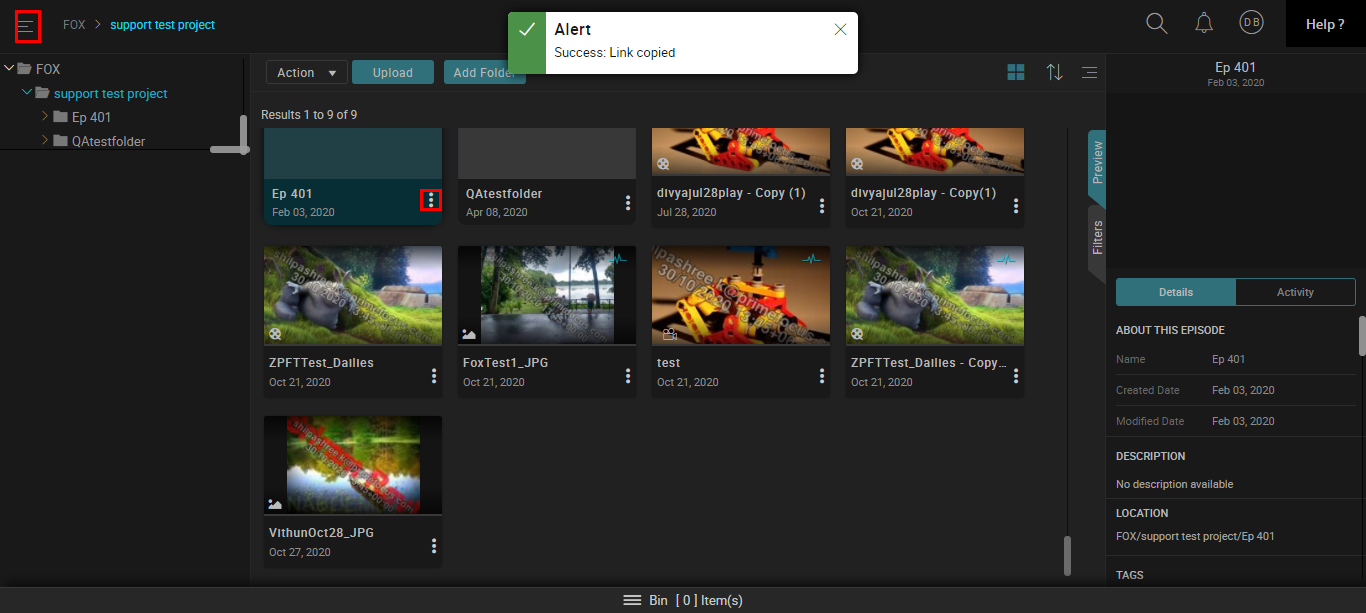 FOX > support test project
Alert
Success: Link copied
D B
Help ?
FOX
support test project
Ep 401
QAtestfolder
Action
Upload
Add Folder
Results 1 to 9 of 9
Ep 401
Feb 03, 2020
QAtestfolder
Apr 08, 2020
divyajul28play - Copy (1)
Jul 28, 2020
divyajul28play - Copy(1)
Oct 21, 2020
ZPFTTest_Dailies
Oct 21, 2020
FoxTest1_JPG
Oct 21, 2020
test
Oct 21, 2020
ZPFTTest_Dailies - Copy...
Oct 21, 2020
VithunOct28_JPG
Oct 27, 2020
Preview
Filters
Ep 401
Feb 03, 2020
Details
Activity
ABOUT THIS EPISODE
Name Ep 401
Created Date Feb 03, 2020
Modified Date Feb 03, 2020
DESCRIPTION
No description available
LOCATION
FOX/support test project/Ep 401
TAGS
Bin [ 0 ] Item(s)